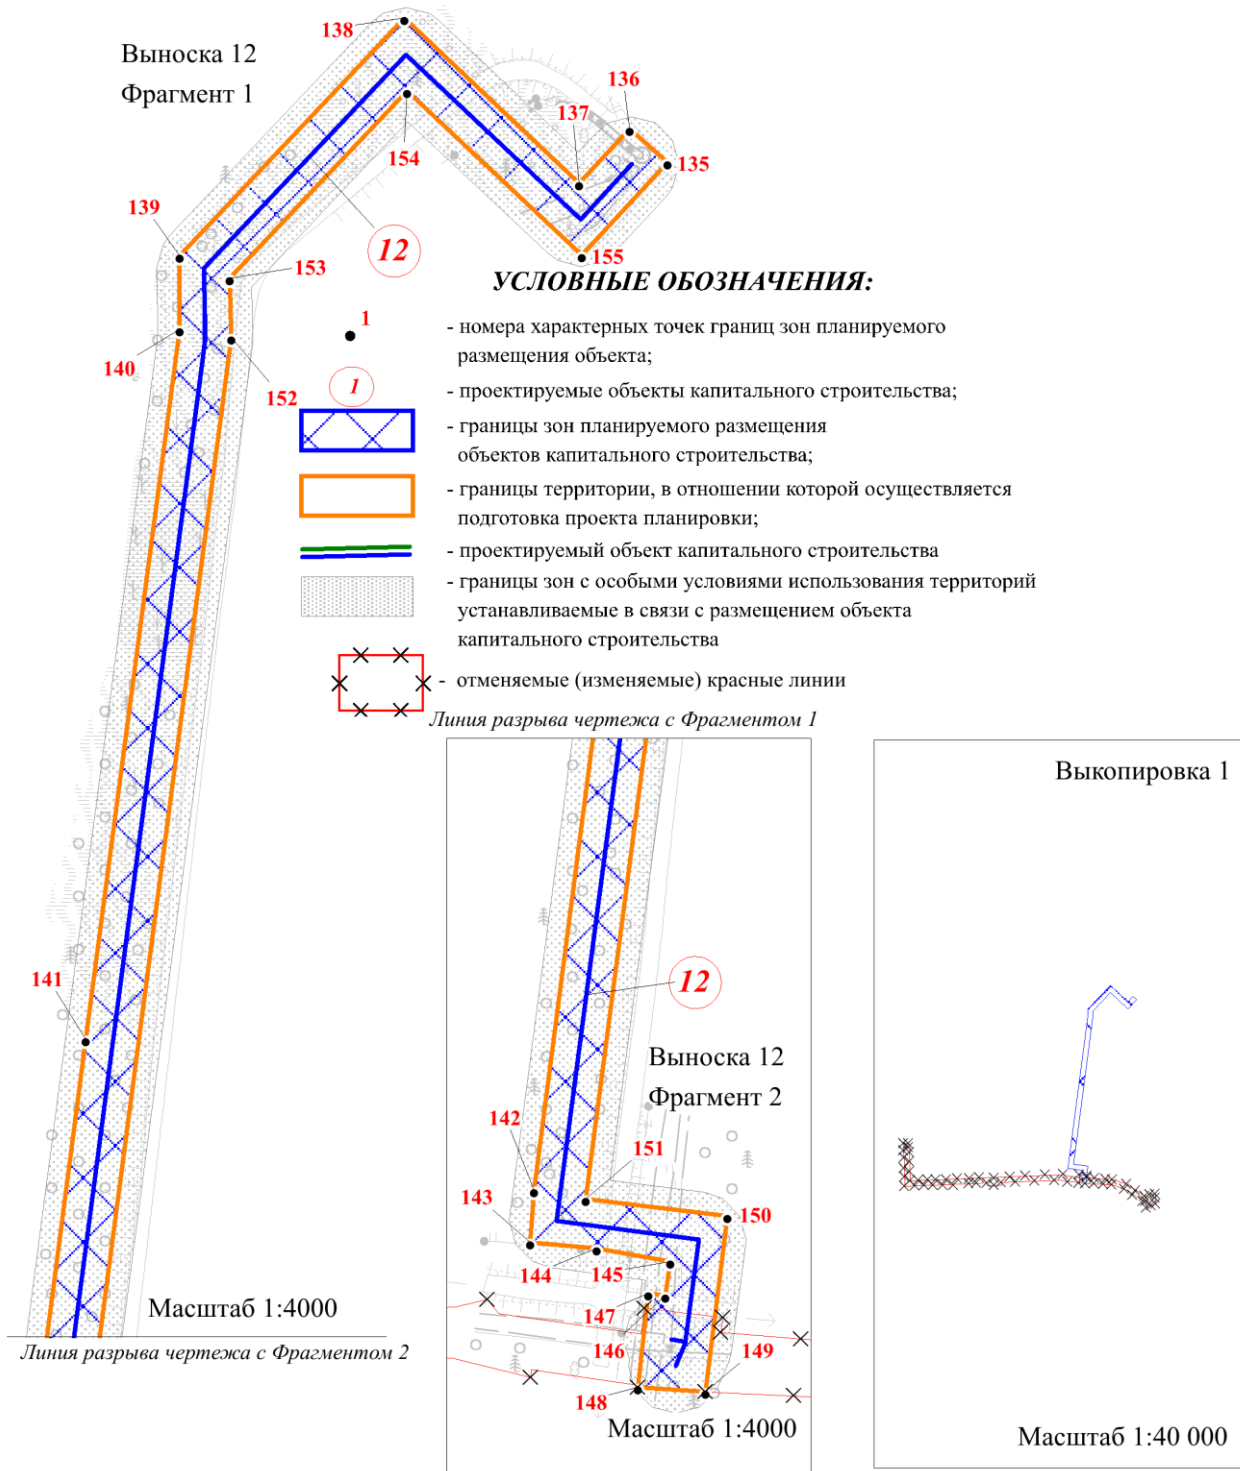 138
Выноска 12
Фрагмент 1
136
137
135
154
139
12
153
155
УСЛОВНЫЕ ОБОЗНАЧЕНИЯ:
1
- номера характерных точек границ зон планируемого
размещения объекта;
140
152
1
- проектируемые объекты капитального строительства;
- границы зон планируемого размещения
объектов капитального строительства;
- границы территории, в отношении которой осуществляется
подготовка проекта планировки;
- проектируемый объект капитального строительства
- границы зон с особыми условиями использования территорий
устанавливаемые в связи с размещением объекта
капитального строительства
- отменяемые (изменяемые) красные линии
Линия разрыва чертежа с Фрагментом 1
141
Масштаб 1:4000
Линия разрыва чертежа с Фрагментом 2
12
Выноска 12
Фрагмент 2
142
151
143
150
144
145
147
146
149
148
Масштаб 1:4000
Выкопировка 1
Масштаб 1:40 000